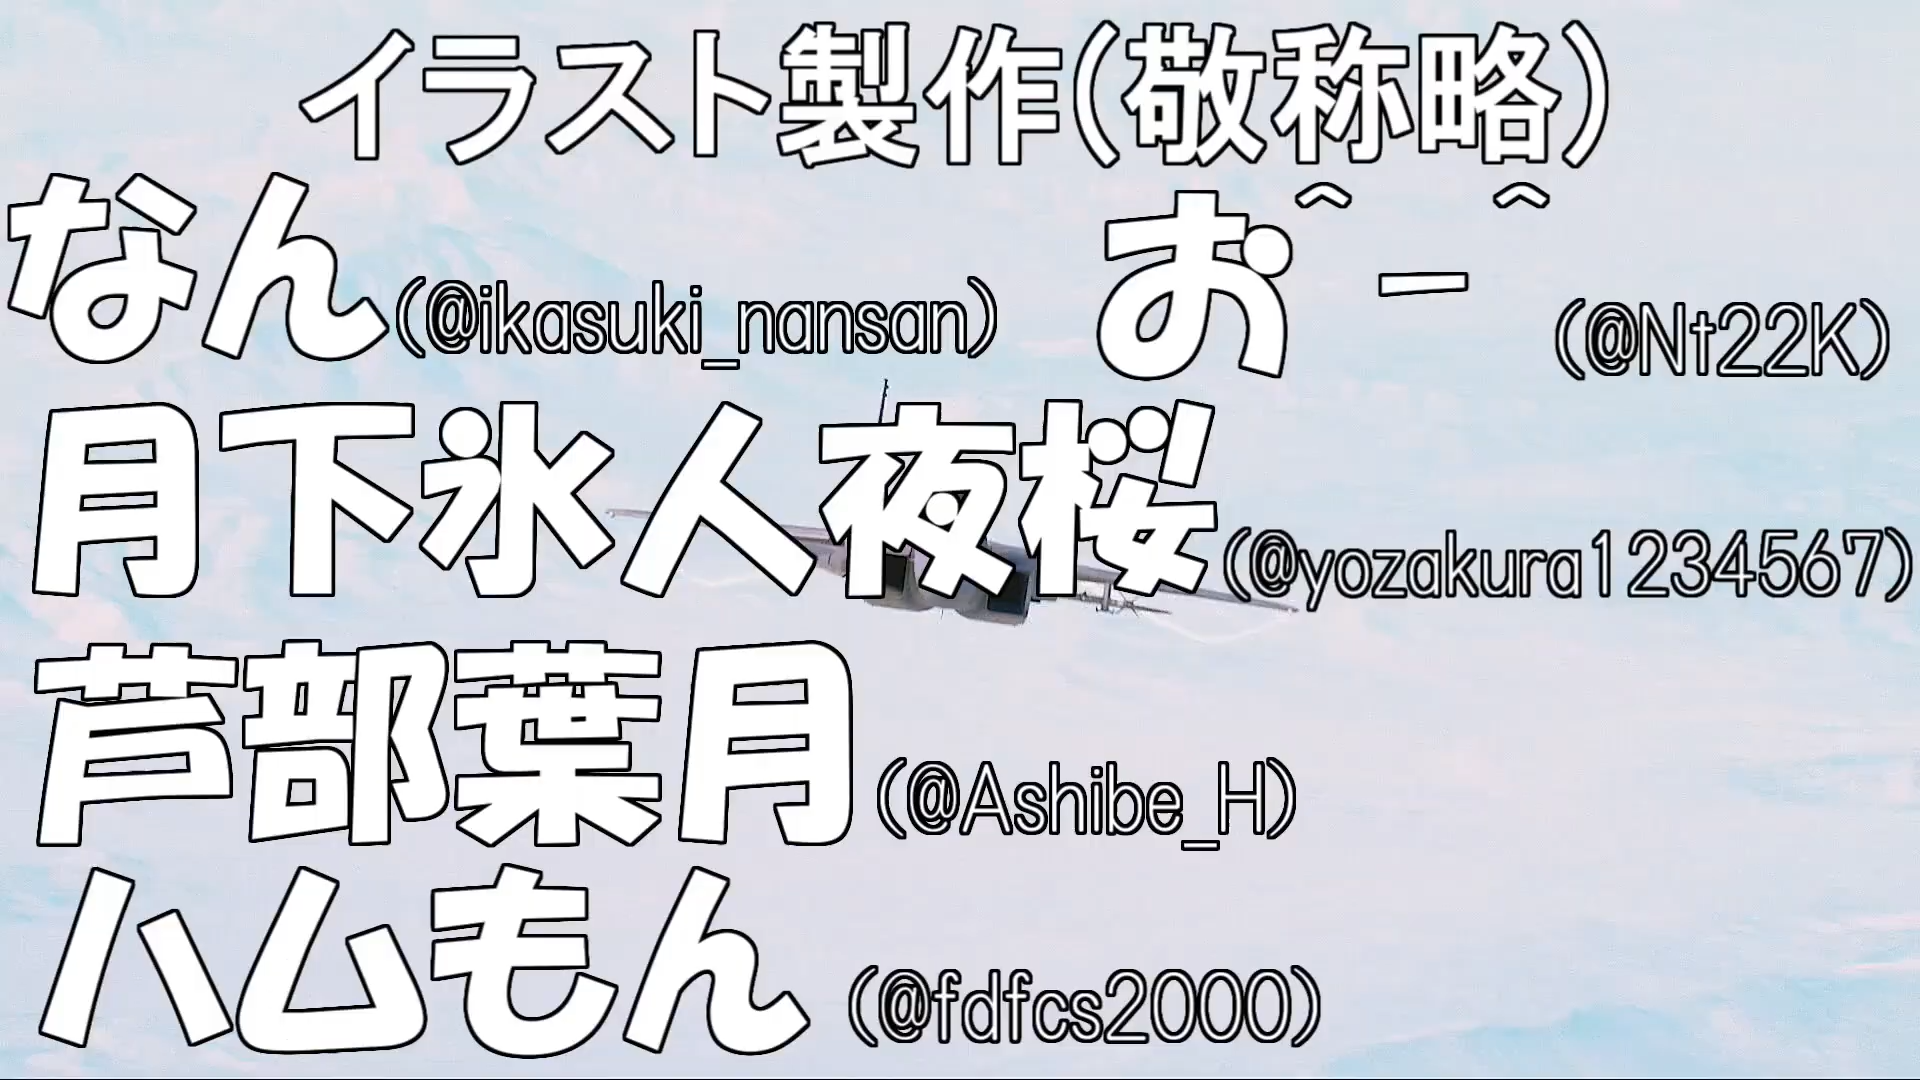 イラスト製作(敬称略)
なん(@ikasuki_nansan) お^-^(@Nt22K)
月下氷人夜桜(@yozakura1234567)
芦部葉月(@Ashibe_H)
ハムもん(@fdfcs2000)